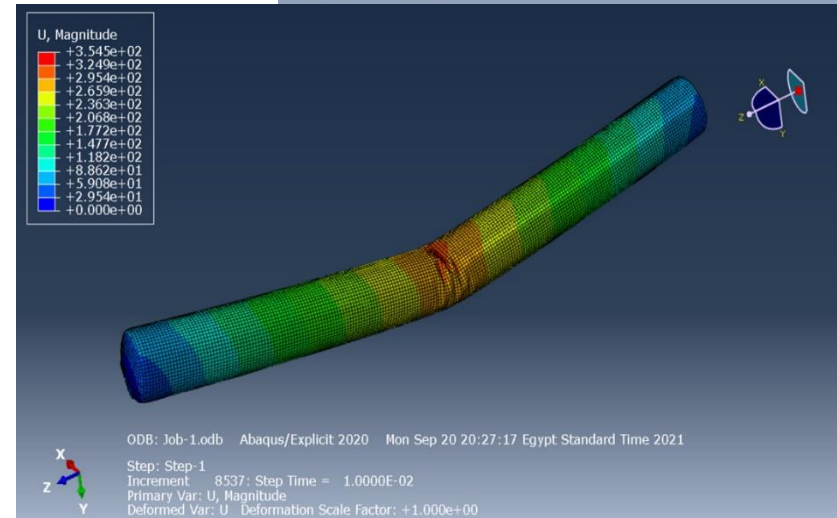 U, Magnitude
+3.545e+02
+3.249e+02
+2.954e+02
+2.659e+02
+2.363e+02
+2.068e+02
+1.772e+02
+1.477e+02
+1.182e+02
+8.862e+01
+5.908e+01
+2.954e+01
+0.000e+00
X
Z
Y
ODB: Job-1.odb Abaqus/Explicit 2020 Mon Sep 20 20:27:17 Egypt Standard Time 2021
X
Z
Y
Step: Step-1
Increment 8537: Step Time = 1.0000E-02
Primary Var: U, Magnitude
Deformed Var: U Deformation Scale Factor: +1.000e+00